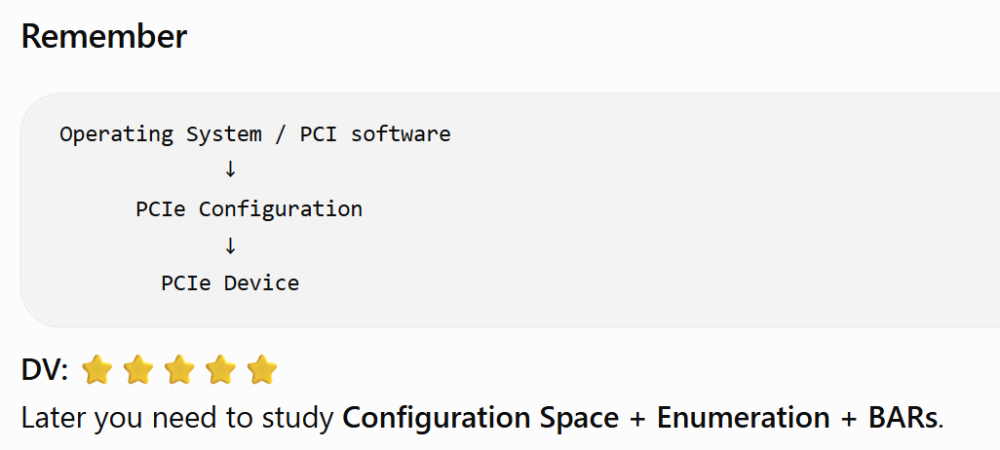 Remember
Operating System / PCI software
↓
PCIe Configuration
↓
PCIe Device
DV: ⭐⭐⭐⭐⭐
Later you need to study Configuration Space + Enumeration + BARs.